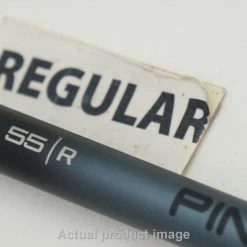 REGULAR
55/R
PIN
Actual product image